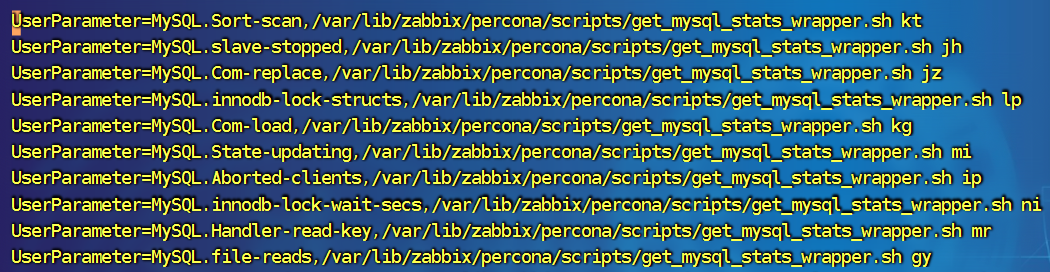 UserParameter=MySQL.Sort-scan,/var/lib/zabbix/percona/scripts/get_mysql_stats_wrapper.sh kt
UserParameter=MySQL.slave-stopped,/var/lib/zabbix/percona/scripts/get_mysql_stats_wrapper.sh jh
UserParameter=MySQL.Com-replace,/var/lib/zabbix/percona/scripts/get_mysql_stats_wrapper.sh jz
UserParameter=MySQL.innodb-lock-structs,/var/lib/zabbix/percona/scripts/get_mysql_stats_wrapper.sh lp
UserParameter=MySQL.Com-load,/var/lib/zabbix/percona/scripts/get_mysql_stats_wrapper.sh kg
UserParameter=MySQL.State-updating,/var/lib/zabbix/percona/scripts/get_mysql_stats_wrapper.sh mi
UserParameter=MySQL.Aborted-clients,/var/lib/zabbix/percona/scripts/get_mysql_stats_wrapper.sh ip
UserParameter=MySQL.innodb-lock-wait-secs,/var/lib/zabbix/percona/scripts/get_mysql_stats_wrapper.sh ni
UserParameter=MySQL.Handler-read-key,/var/lib/zabbix/percona/scripts/get_mysql_stats_wrapper.sh mr
UserParameter=MySQL.file-reads,/var/lib/zabbix/percona/scripts/get_mysql_stats_wrapper.sh gy